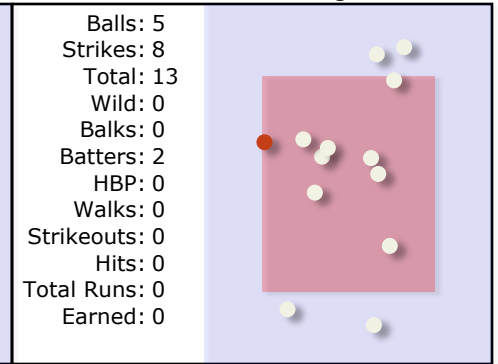 Balls: 5
Strikes: 8
Total: 13
Wild: 0
Balks: 0
Batters: 2
HBP: 0
Walks: 0
Strikeouts: 0
Hits: 0
Total Runs: 0
Earned: 0